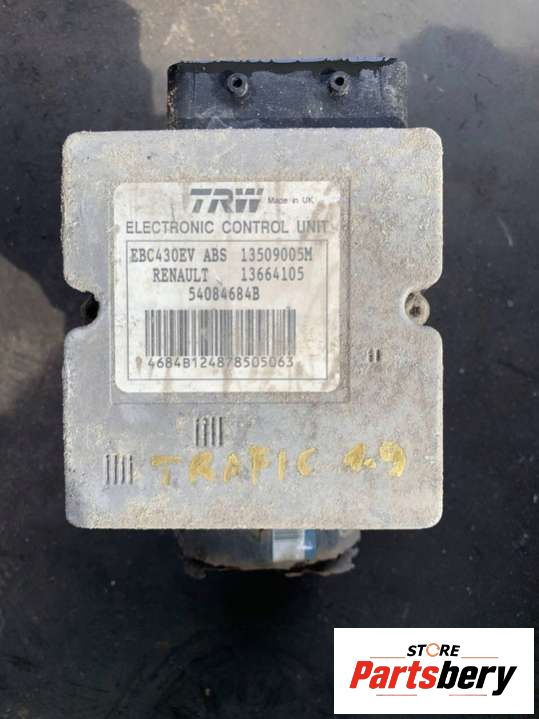 TRW Made in UK
ELECTRONIC CONTROL UNIT
EBC430EV ABS 13509005M
RENAULT 13664105
54084684B
4684B124878505063
TRAFIC 1.9
STORE
Partsbery